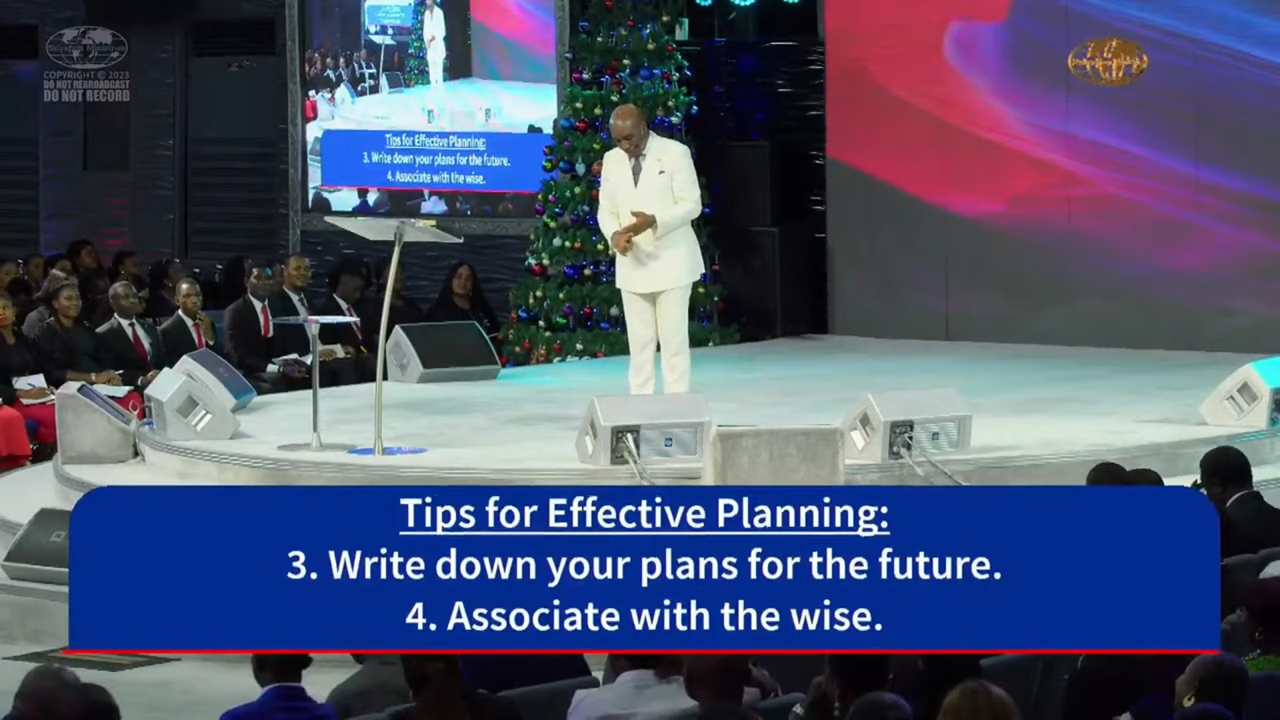 Salvation Ministries
COPYRIGHT © 2023
DO NOT REBROADCAST
DO NOT RECORD
Tips for Effective Planning:
3. Write down your plans for the future.
4. Associate with the wise.
Tips for Effective Planning:
3. Write down your plans for the future.
4. Associate with the wise.